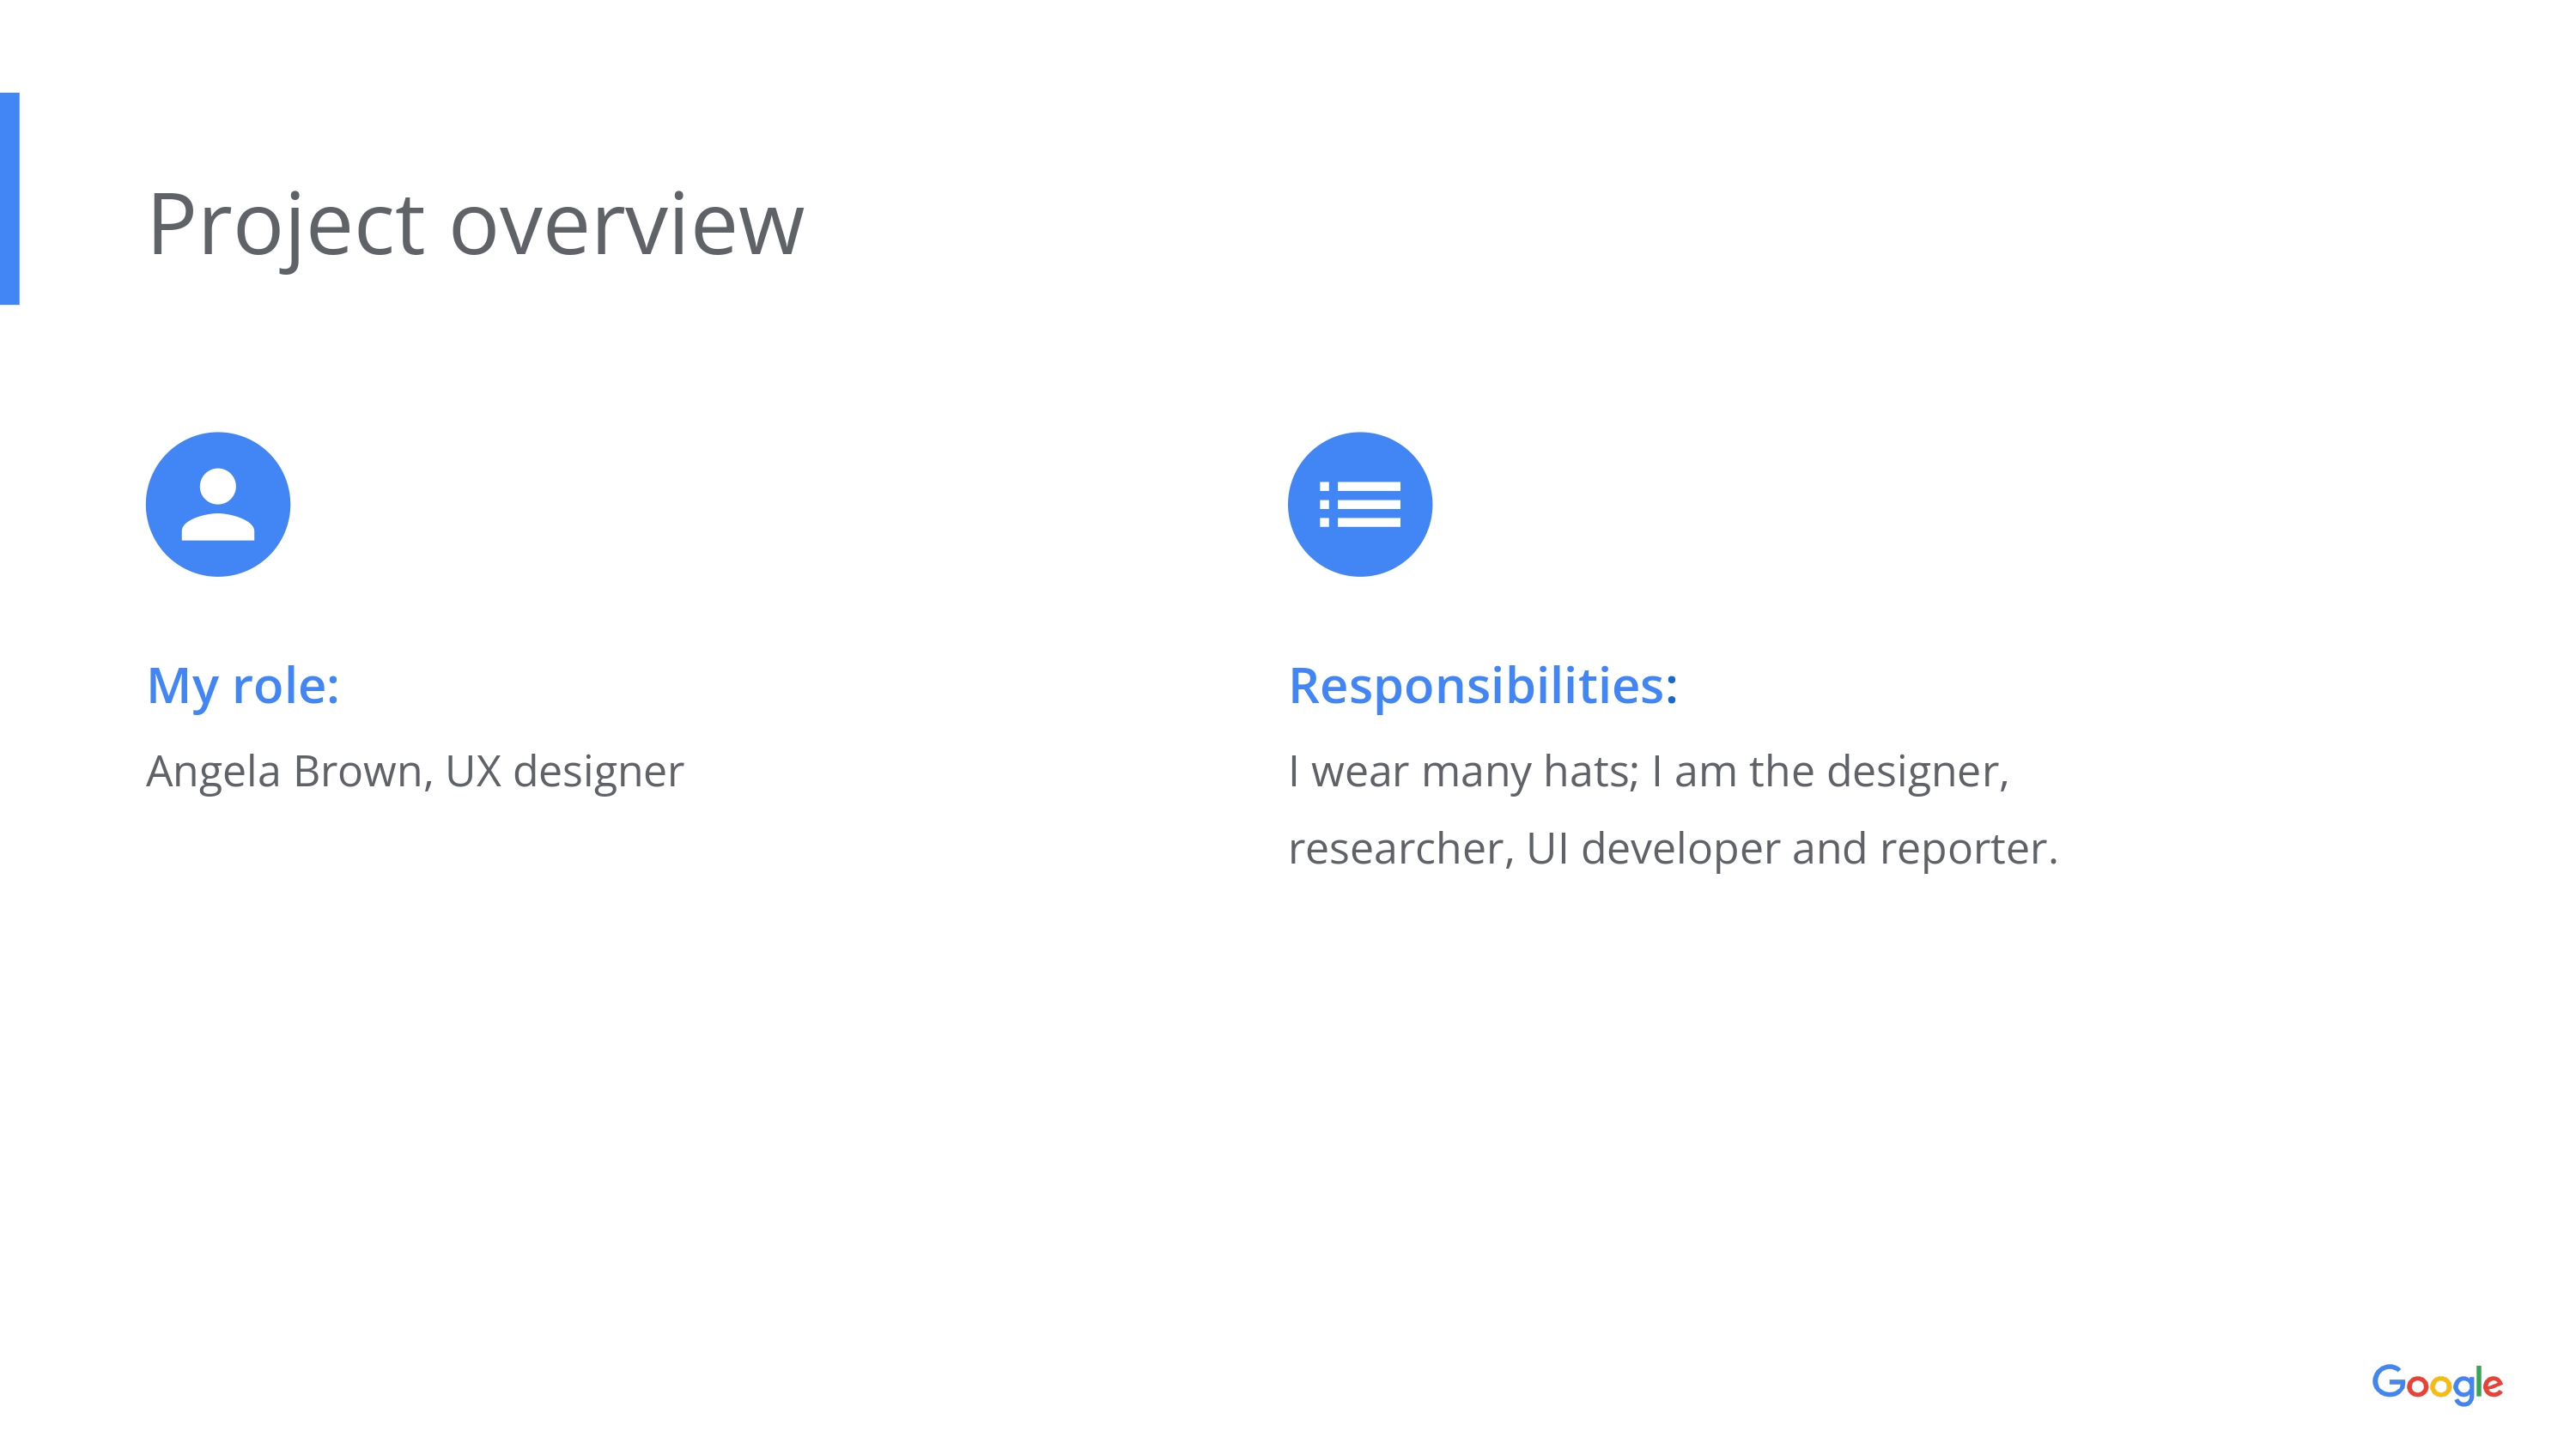 Project overview
My role:
Angela Brown, UX designer
Responsibilities:
I wear many hats; I am the designer,
researcher, UI developer and reporter.
Google